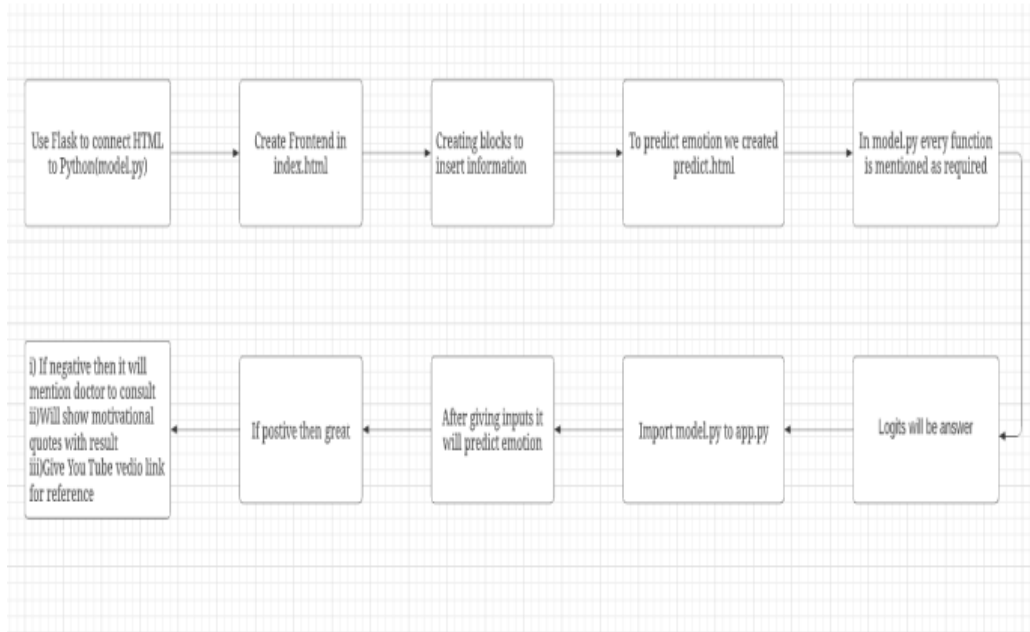 Use Flask to connect HTML
to Python(model.py)
Create Frontend in
index.html
Creating blocks to
insert information
To predict emotion we created
predict.html
In model.py every function
is mentioned as required
Logits will be answer
Import model.py to app.py
After giving inputs it
will predict emotion
If postive then great
i) If negative then it will
mention doctor to consult
ii)Will show motivational
quotes with result
iii)Give You Tube vedio link
for reference